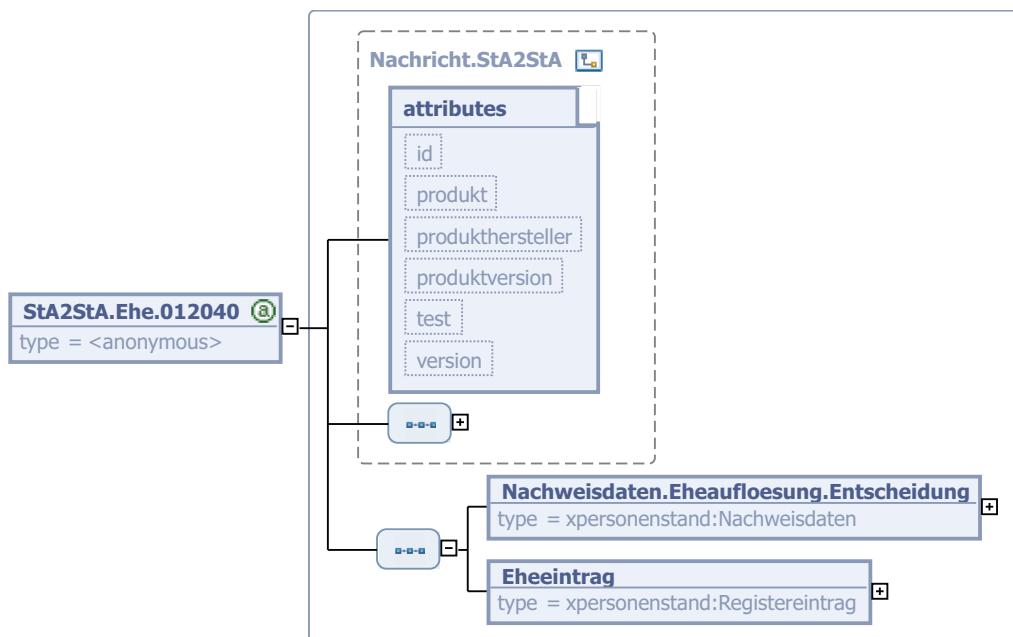 Nachricht.StA2StA
attributes
id
produkt
produkthersteller
produktversion
test
version
StA2StA.Ehe.012040 @
type = <anonymous>
Nachweisdaten.Eheaufloesung.Entscheidung
type = xpersonenstand:Nachweisdaten
Eheeintrag
type = xpersonenstand:Registereintrag